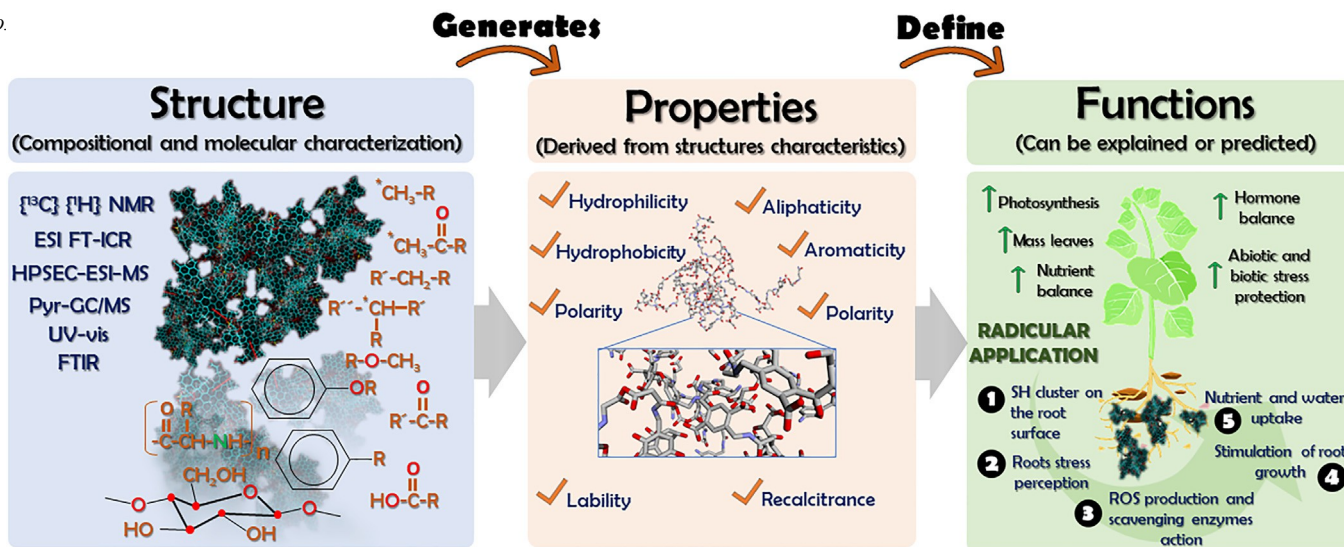 Generates
Define
Structure
(Compositional and molecular characterization)
{¹³C} {¹H} NMR
ESI FT-ICR
HPSEC-ESI-MS
Pyr-GC/MS
UV-vis
FTIR
*CH₃-R
O
*CH₃-C-R
R´-CH₂-R
R´´-*CH-R´
R
R-O-CH₃
OR
O
R´-C-R
O R
-C-CH-NH-
n
R
CH₂OH
O
O
O
HO
OH
O
HO-C-R
Properties
(Derived from structures characteristics)
Hydrophilicity
Aliphaticity
Hydrophobicity
Aromaticity
Polarity
Polarity
Lability
Recalcitrance
Functions
(Can be explained or predicted)
Photosynthesis
Hormone
balance
Mass leaves
Nutrient
balance
Abiotic and
biotic stress
protection
RADICULAR
APPLICATION
1 SH cluster on
the root
surface
2 Roots stress
perception
3 ROS production and
scavenging enzymes
action
Stimulation of root
growth 4
Nutrient and water
5 uptake